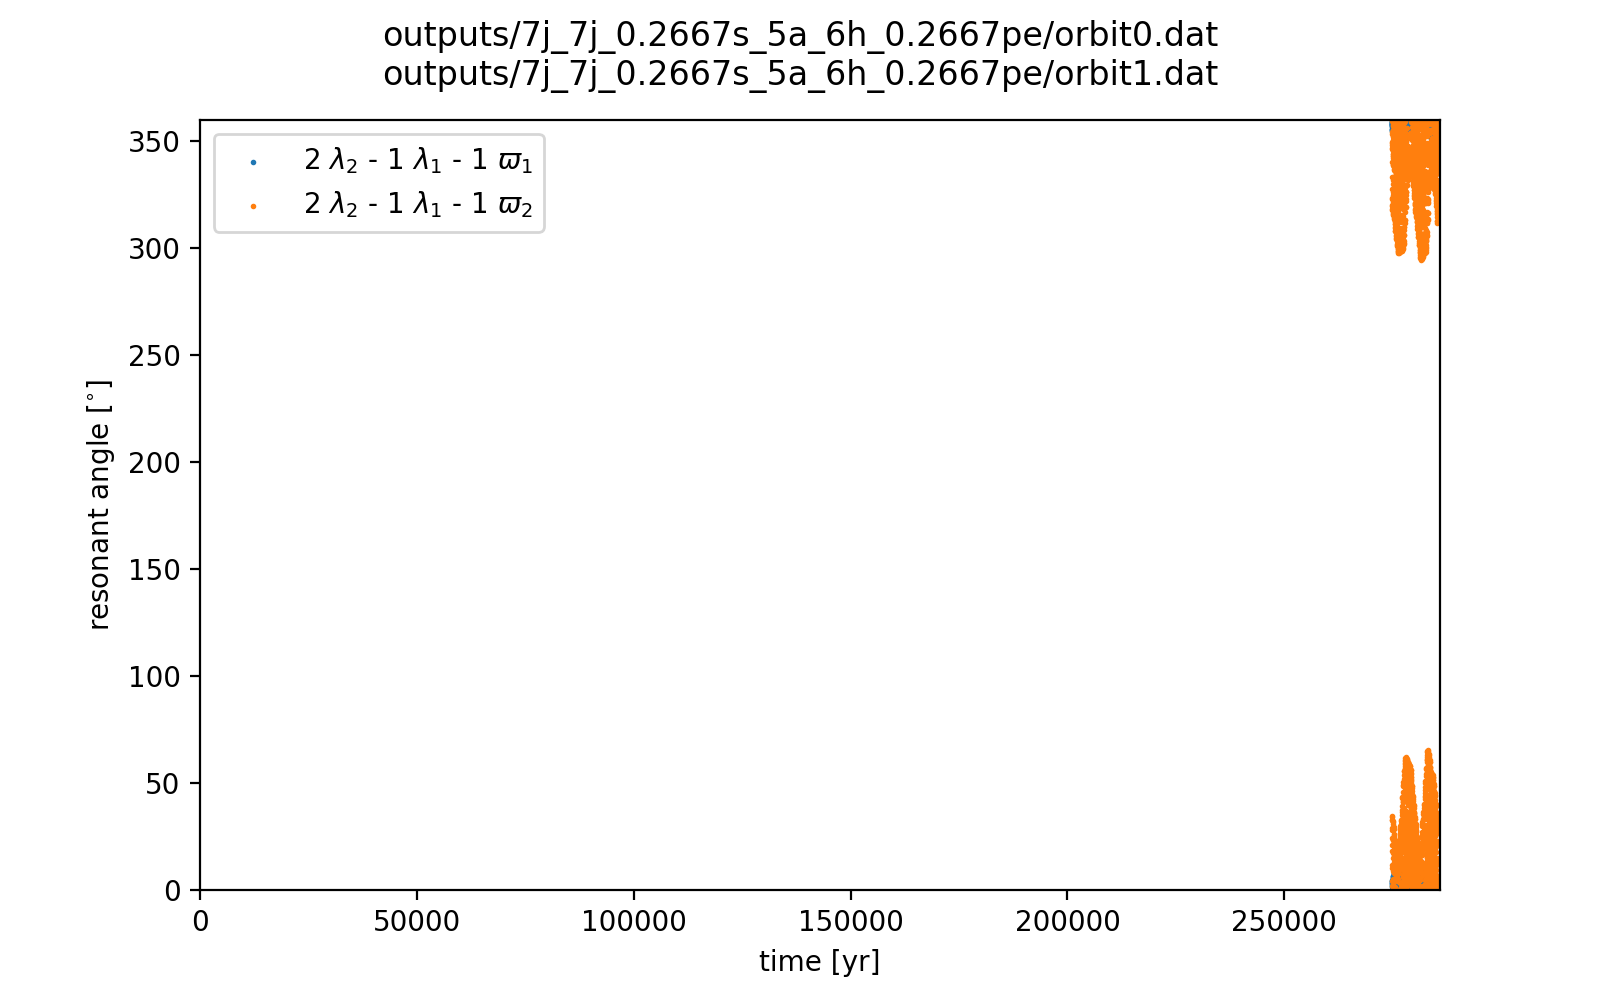 outputs/7j_7j_0.2667s_5a_6h_0.2667pe/orbit0.dat
outputs/7j_7j_0.2667s_5a_6h_0.2667pe/orbit1.dat
2 λ₂ - 1 λ₁ - 1 ϖ₁
2 λ₂ - 1 λ₁ - 1 ϖ₂
350
300
250
200
150
100
50
0
resonant angle [°]
0 50000 100000 150000 200000 250000
time [yr]